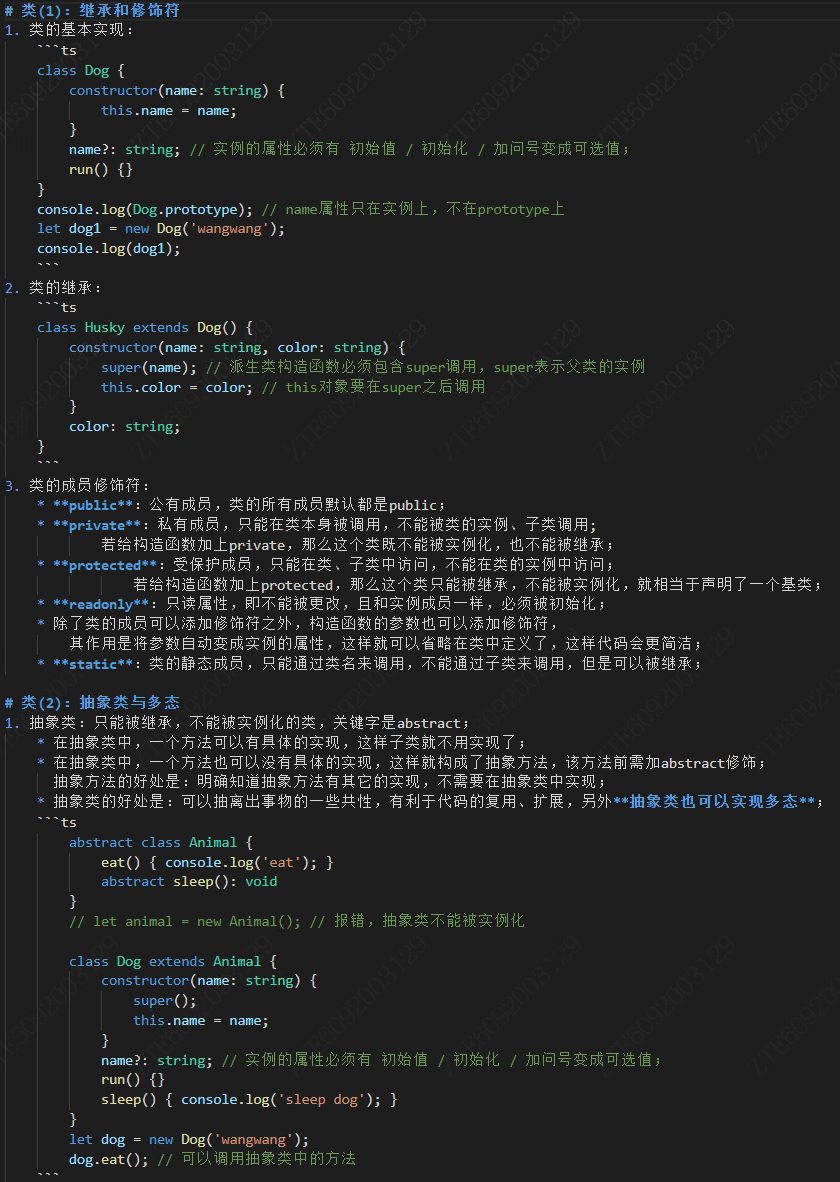 # 类(1): 继承和修饰符
1. 类的基本实现:
```ts
class Dog {
constructor(name: string) {
this.name = name;
}
name?: string; // 实例的属性必须有 初始值 / 初始化 / 加问号变成可选值;
run() {}
}
console.log(Dog.prototype); // name属性只在实例上，不在prototype上
let dog1 = new Dog('wangwang');
console.log(dog1);
```
2. 类的继承:
```ts
class Husky extends Dog() {
constructor(name: string, color: string) {
super(name); // 派生类构造函数必须包含super调用，super表示父类的实例
this.color = color; // this对象要在super之后调用
}
color: string;
}
```
3. 类的成员修饰符:
* **public**: 公有成员，类的所有成员默认都是public;
* **private**: 私有成员，只能在类本身被调用，不能被类的实例、子类调用;
若给构造函数加上private，那么这个类既不能被实例化，也不能被继承;
* **protected**: 受保护成员，只能在类、子类中访问，不能在类的实例中访问;
若给构造函数加上protected，那么这个类只能被继承，不能被实例化，就相当于声明了一个基类;
* **readonly**: 只读属性，即不能被更改，且和实例成员一样，必须被初始化;
* 除了类的成员可以添加修饰符之外，构造函数的参数也可以添加修饰符，
其作用是将参数自动变成实例的属性，这样就可以省略在类中定义了，这样代码会更简洁;
* **static**: 类的静态成员，只能通过类名来调用，不能通过子类来调用，但是可以被继承;
# 类(2): 抽象类与多态
1. 抽象类: 只能被继承，不能被实例化的类，关键字是abstract;
* 在抽象类中，一个方法可以有具体的实现，这样子类就不用实现了;
* 在抽象类中，一个方法也可以没有具体的实现，这样就构成了抽象方法，该方法前需加abstract修饰;
抽象方法的好处是: 明确知道抽象方法有其它的实现，不需要在抽象类中实现;
* 抽象类的好处是: 可以抽离出事物的一些共性，有利于代码的复用、扩展，另外**抽象类也可以实现多态**;
```ts
abstract class Animal {
eat() { console.log('eat'); }
abstract sleep(): void
}
// let animal = new Animal(); // 报错，抽象类不能被实例化
class Dog extends Animal {
constructor(name: string) {
super();
this.name = name;
}
name?: string; // 实例的属性必须有 初始值 / 初始化 / 加问号变成可选值;
run() {}
sleep() { console.log('sleep dog'); }
}
let dog = new Dog('wangwang');
dog.eat(); // 可以调用抽象类中的方法
```